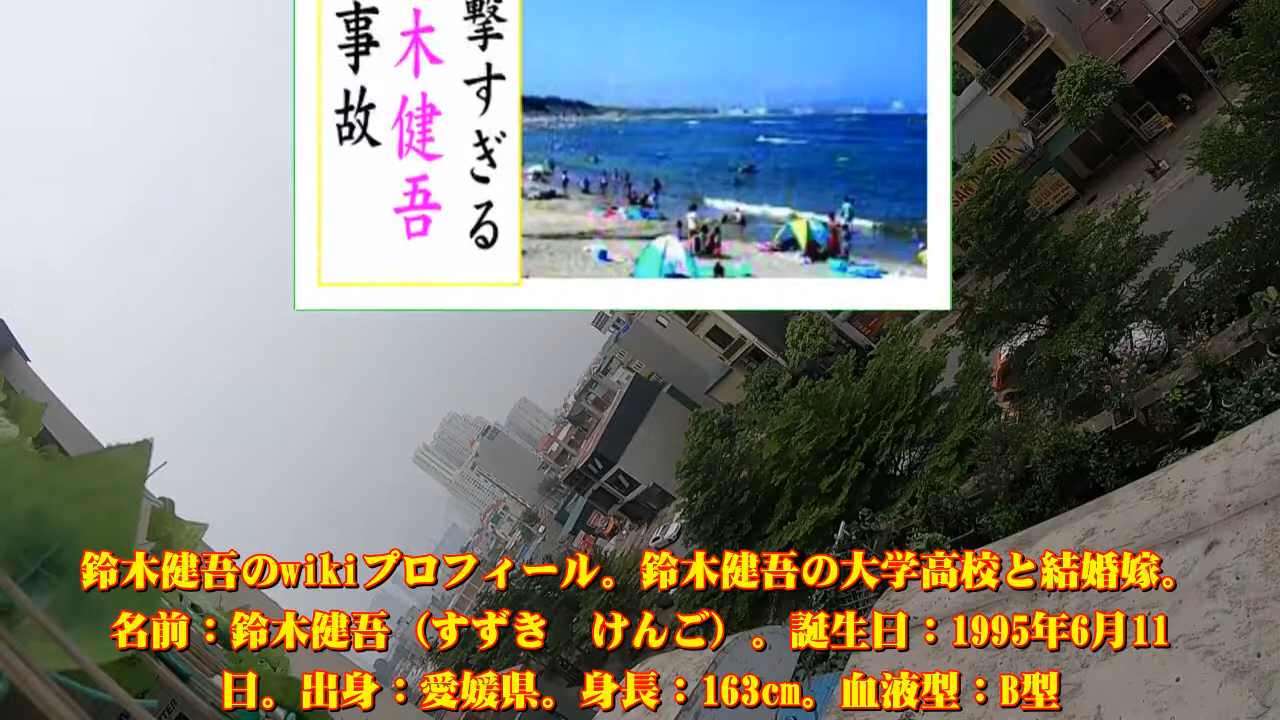 撃すぎる
木健吾
事故
鈴木健吾のwikiプロフィール。鈴木健吾の大学高校と結婚嫁。
名前：鈴木健吾（すずき　けんご）。誕生日：1995年6月11
日。出身：愛媛県。身長：163cm。血液型：B型